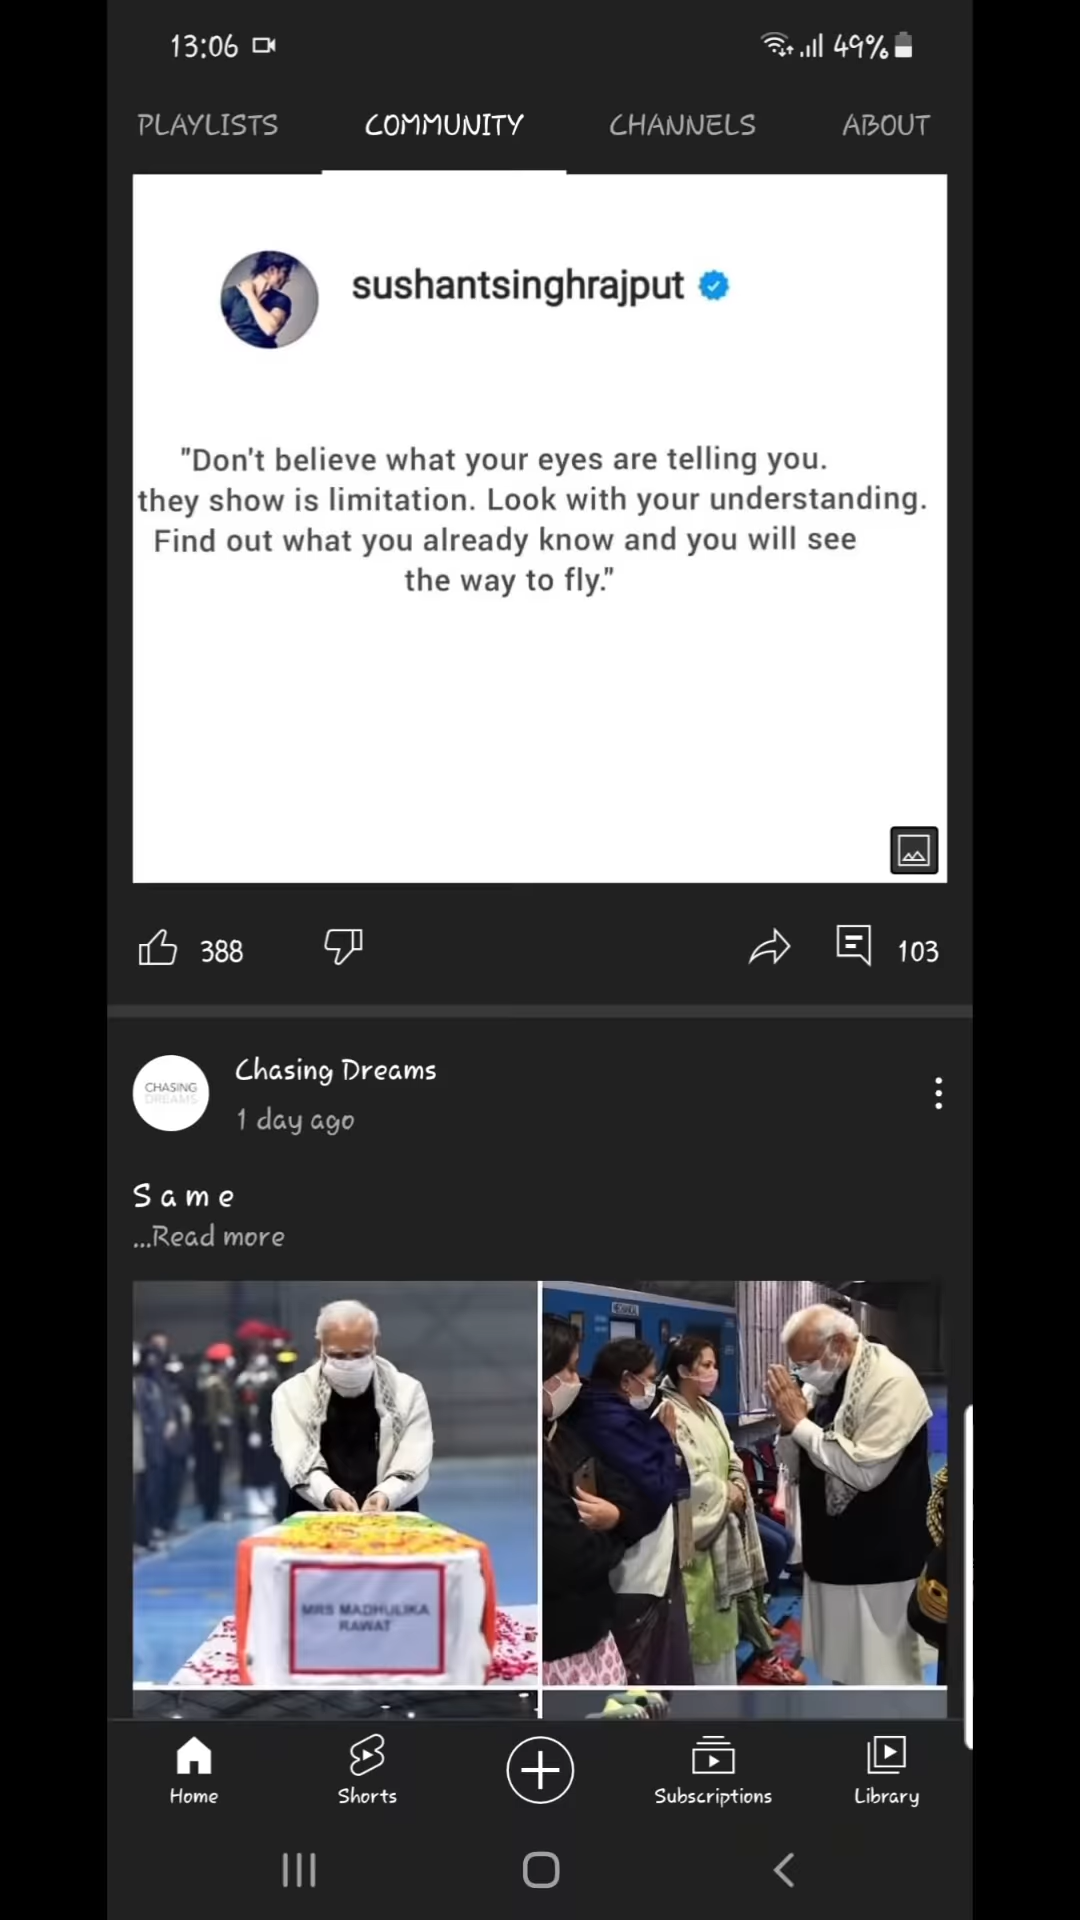 13:06
49%
PLAYLISTS COMMUNITY CHANNELS ABOUT
sushantsinghrajput
"Don't believe what your eyes are telling you.
they show is limitation. Look with your understanding.
Find out what you already know and you will see
the way to fly."
388
103
CHASING
DREAMS
Chasing Dreams
1 day ago
S a m e
...Read more
MRS MADHULIKA
RAWAT
Home Shorts Subscriptions Library